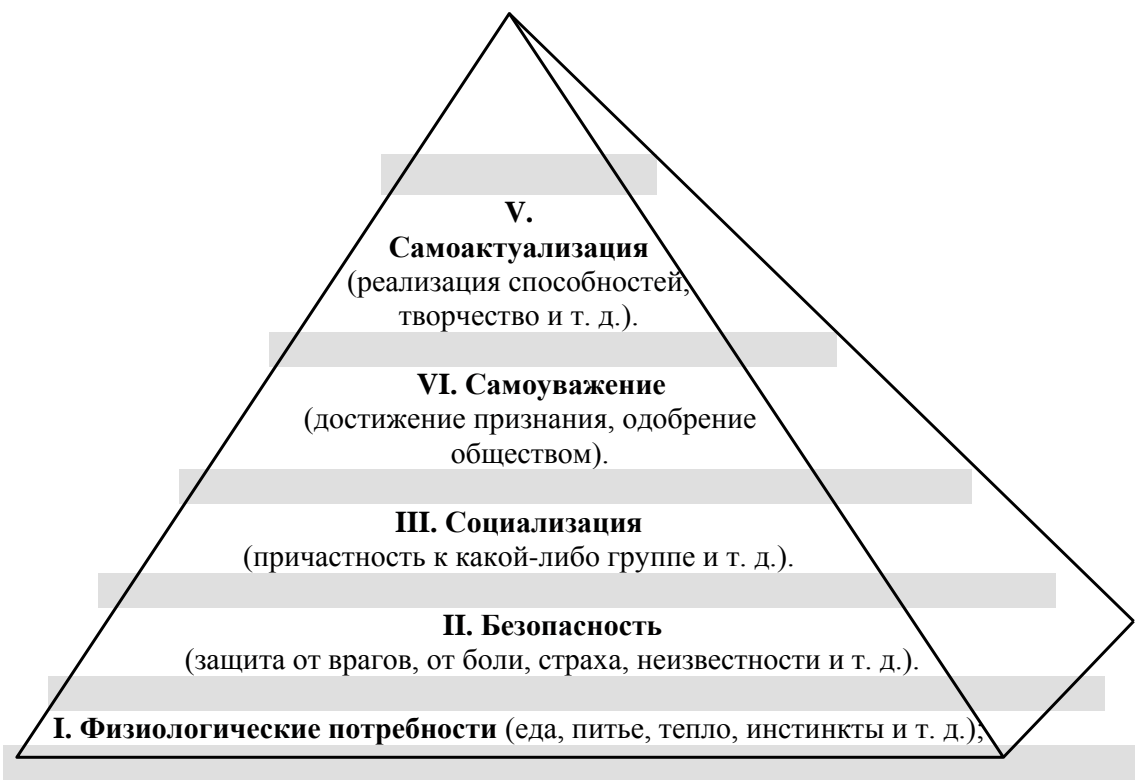 V.
Самоактуализация
(реализация способностей,
творчество и т. д.).
VI. Самоуважение
(достижение признания, одобрение
обществом).
III. Социализация
(причастность к какой-либо группе и т. д.).
II. Безопасность
(защита от врагов, от боли, страха, неизвестности и т. д.).
I. Физиологические потребности (еда, питье, тепло, инстинкты и т. д.);